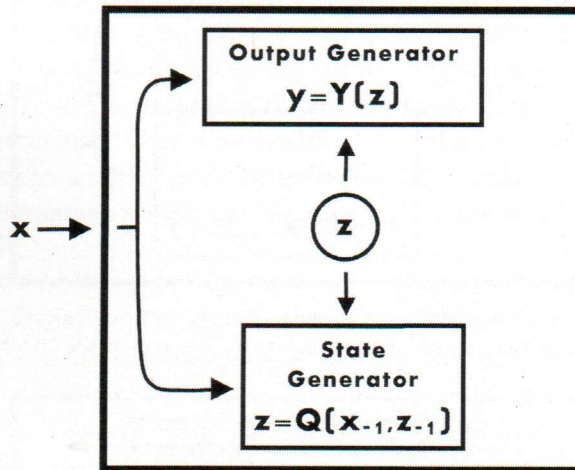 Output Generator
y=Y(z)
x
z
State
Generator
z=Q(x-1,z-1)